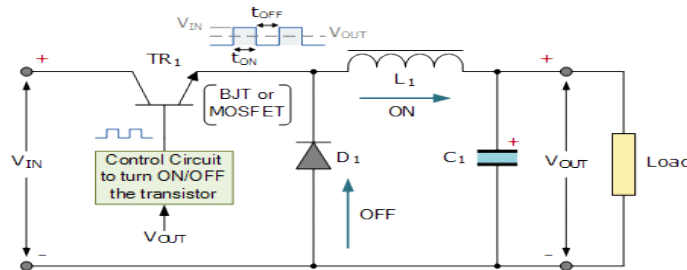 tOFF
VIN
VOUT
tON
+
TR1
L1
+
BJT or
MOSFET
ON
+
VIN
Control Circuit
to turn ON/OFF
the transistor
D1
C1
VOUT
Load
OFF
VOUT
-
-